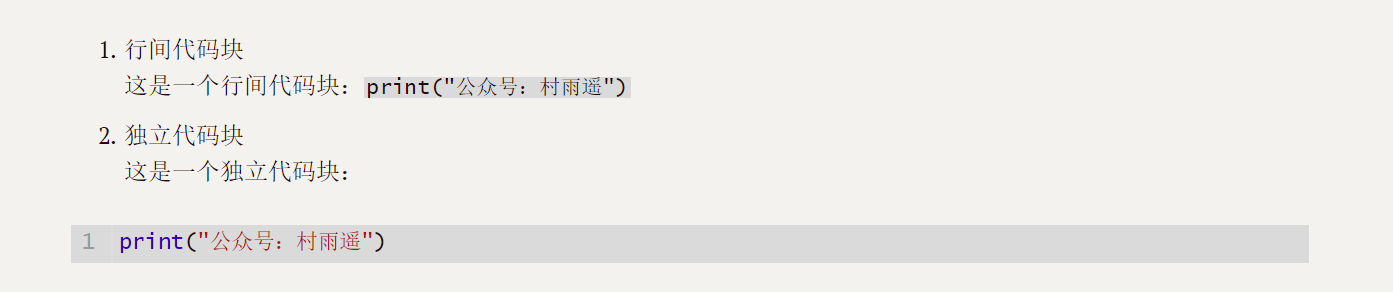 1. 行间代码块
这是一个行间代码块：print("公众号：村雨遥")
2. 独立代码块
这是一个独立代码块：
1 print("公众号：村雨遥")